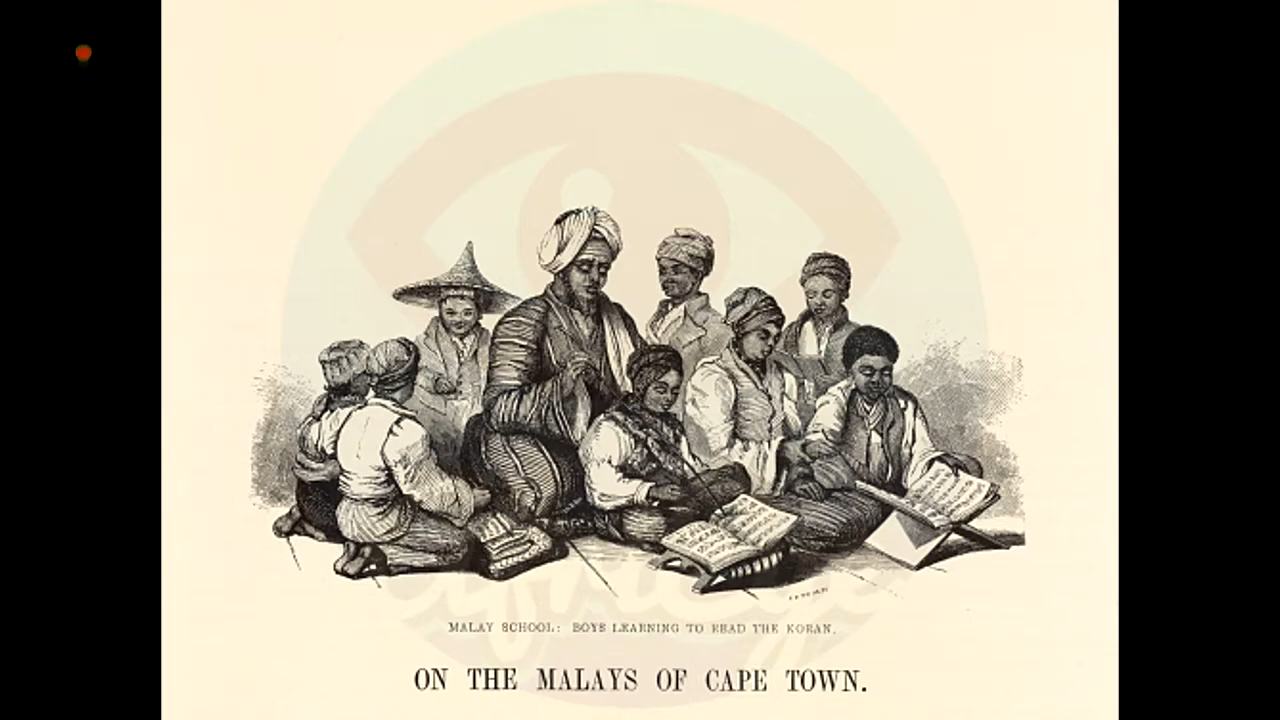 MALAY SCHOOL: BOYS LEARNING TO READ THE KORAN.
ON THE MALAYS OF CAPE TOWN.